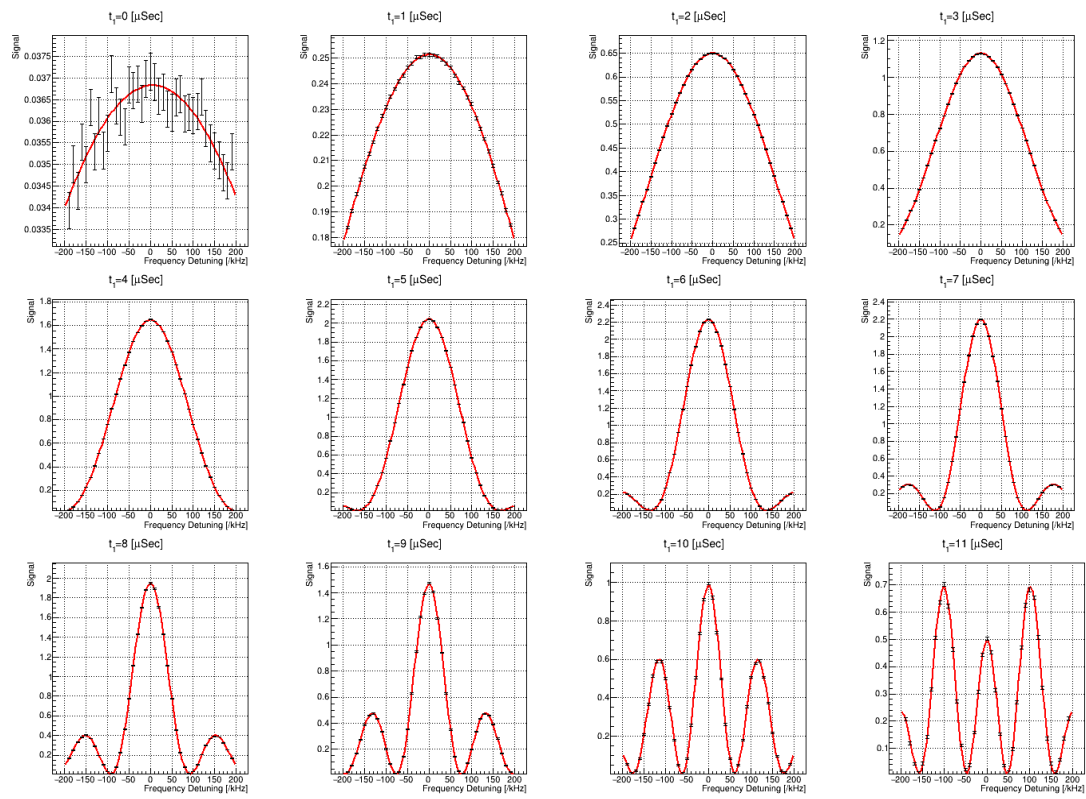 t1=0 [μSec]
Signal
0.0375
0.037
0.0365
0.036
0.0355
0.035
0.0345
0.034
0.0335
−200 −150 −100 −50 0 50 100 150 200
Frequency Detuning [/kHz]
t1=1 [μSec]
Signal
0.25
0.24
0.23
0.22
0.21
0.2
0.19
0.18
−200 −150 −100 −50 0 50 100 150 200
Frequency Detuning [/kHz]
t1=2 [μSec]
Signal
0.65
0.6
0.55
0.5
0.45
0.4
0.35
0.3
0.25
−200 −150 −100 −50 0 50 100 150 200
Frequency Detuning [/kHz]
t1=3 [μSec]
Signal
1.2
1
0.8
0.6
0.4
0.2
−200 −150 −100 −50 0 50 100 150 200
Frequency Detuning [/kHz]
t1=4 [μSec]
Signal
1.8
1.6
1.4
1.2
1
0.8
0.6
0.4
0.2
−200 −150 −100 −50 0 50 100 150 200
Frequency Detuning [/kHz]
t1=5 [μSec]
Signal
2.2
2
1.8
1.6
1.4
1.2
1
0.8
0.6
0.4
0.2
−200 −150 −100 −50 0 50 100 150 200
Frequency Detuning [/kHz]
t1=6 [μSec]
Signal
2.4
2.2
2
1.8
1.6
1.4
1.2
1
0.8
0.6
0.4
0.2
−200 −150 −100 −50 0 50 100 150 200
Frequency Detuning [/kHz]
t1=7 [μSec]
Signal
2.4
2.2
2
1.8
1.6
1.4
1.2
1
0.8
0.6
0.4
0.2
−200 −150 −100 −50 0 50 100 150 200
Frequency Detuning [/kHz]
t1=8 [μSec]
Signal
2
1.8
1.6
1.4
1.2
1
0.8
0.6
0.4
0.2
−200 −150 −100 −50 0 50 100 150 200
Frequency Detuning [/kHz]
t1=9 [μSec]
Signal
1.6
1.4
1.2
1
0.8
0.6
0.4
0.2
−200 −150 −100 −50 0 50 100 150 200
Frequency Detuning [/kHz]
t1=10 [μSec]
Signal
1
0.8
0.6
0.4
0.2
−200 −150 −100 −50 0 50 100 150 200
Frequency Detuning [/kHz]
t1=11 [μSec]
Signal
0.7
0.6
0.5
0.4
0.3
0.2
0.1
−200 −150 −100 −50 0 50 100 150 200
Frequency Detuning [/kHz]